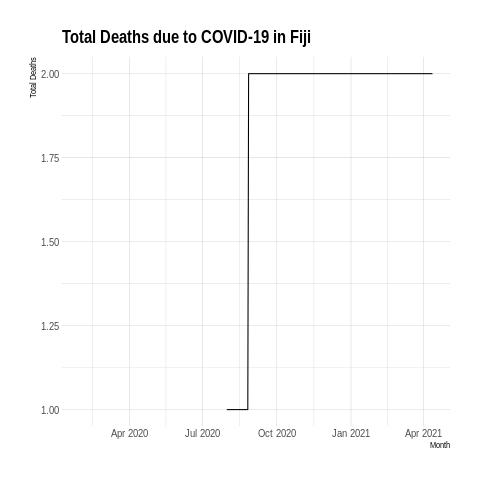 Total Deaths due to COVID-19 in Fiji
Total Deaths
2.00
1.75
1.50
1.25
1.00
Apr 2020 Jul 2020 Oct 2020 Jan 2021 Apr 2021
Month